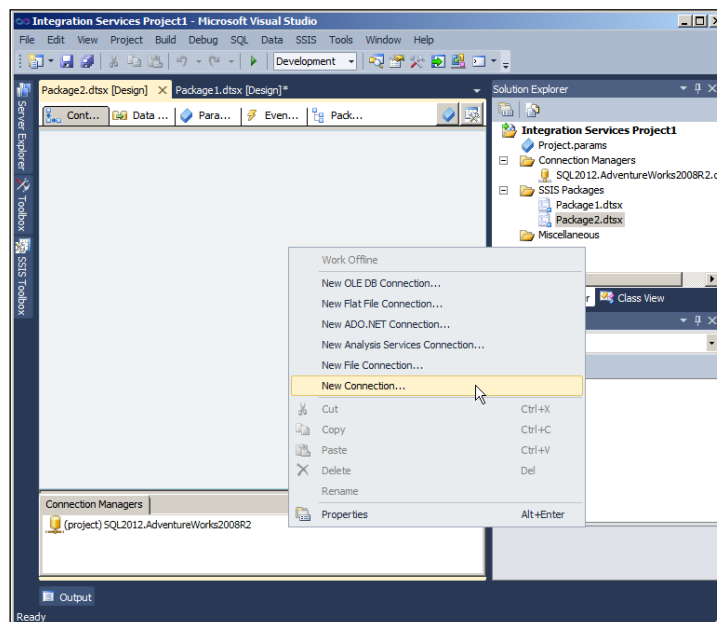 Integration Services Project1 - Microsoft Visual Studio
File Edit View Project Build Debug SQL Data SSIS Tools Window Help
Development
Package2.dtsx [Design] Package1.dtsx [Design]*
Cont... Data ... Para... Even... Pack...
Server Explorer
Toolbox
SSIS Toolbox
Solution Explorer
Integration Services Project1
Project.params
Connection Managers
SQL2012.AdventureWorks2008R2.c
SSIS Packages
Package1.dtsx
Package2.dtsx
Miscellaneous
r Class View
Work Offline
New OLE DB Connection...
New Flat File Connection...
New ADO.NET Connection...
New Analysis Services Connection...
New File Connection...
New Connection...
Cut Ctrl+X
Copy Ctrl+C
Paste Ctrl+V
Delete Del
Rename
Properties Alt+Enter
Connection Managers
(project) SQL2012.AdventureWorks2008R2
Output
Ready